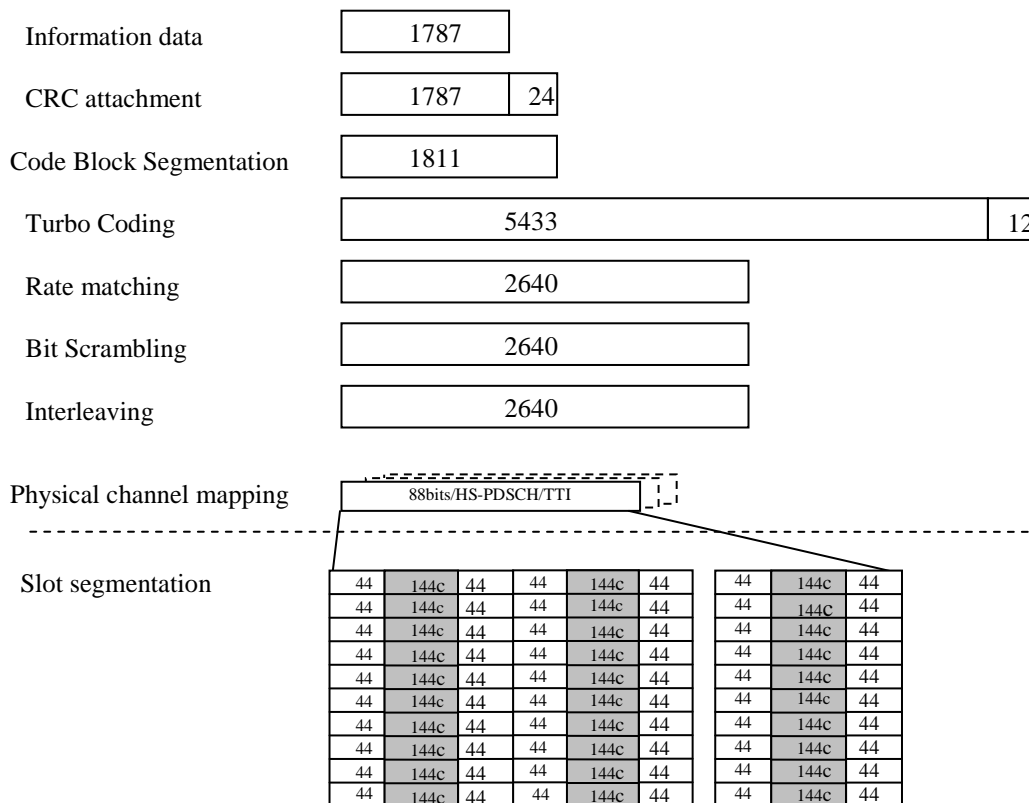 Information data 1787
CRC attachment 1787 24
Code Block Segmentation 1811
Turbo Coding 5433 12
Rate matching 2640
Bit Scrambling 2640
Interleaving 2640
Physical channel mapping 88bits/HS-PDSCH/TTI
Slot segmentation
44 144c 44 44 144c 44 44 144c 44
44 144c 44 44 144c 44 44 144c 44
44 144c 44 44 144c 44 44 144c 44
44 144c 44 44 144c 44 44 144c 44
44 144c 44 44 144c 44 44 144c 44
44 144c 44 44 144c 44 44 144c 44
44 144c 44 44 144c 44 44 144c 44
44 144c 44 44 144c 44 44 144c 44
44 144c 44 44 144c 44 44 144c 44
44 144c 44 44 144c 44 44 144c 44